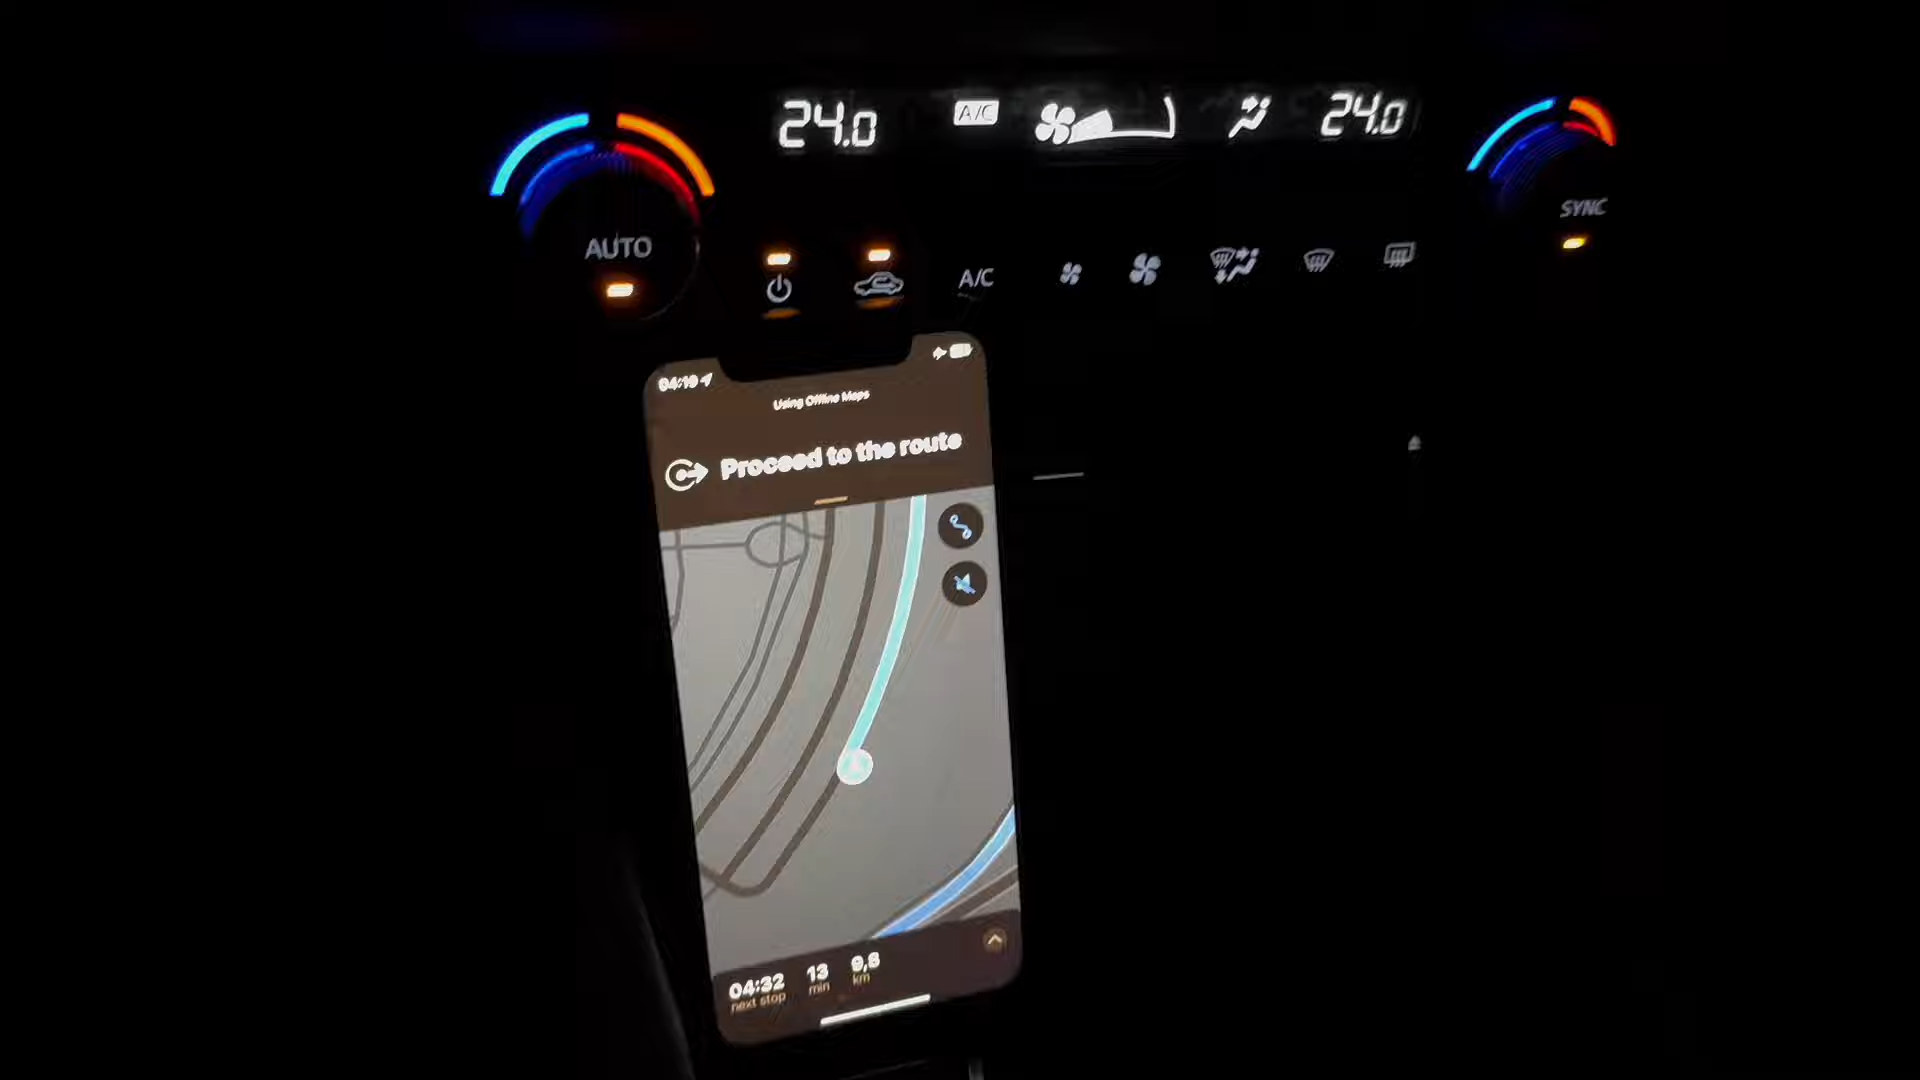 24.0 A/C 24.0
AUTO
SYNC
A/C
04:19
Using Offline Maps
Proceed to the route
04:32 13 9,8
next stop min km